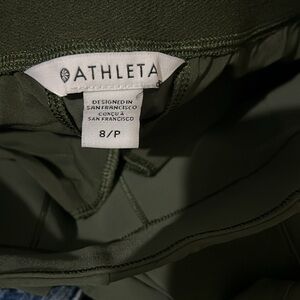 ATHLETA
DESIGNED IN
SAN FRANCISCO
CONÇU À
SAN FRANCISCO
8/P